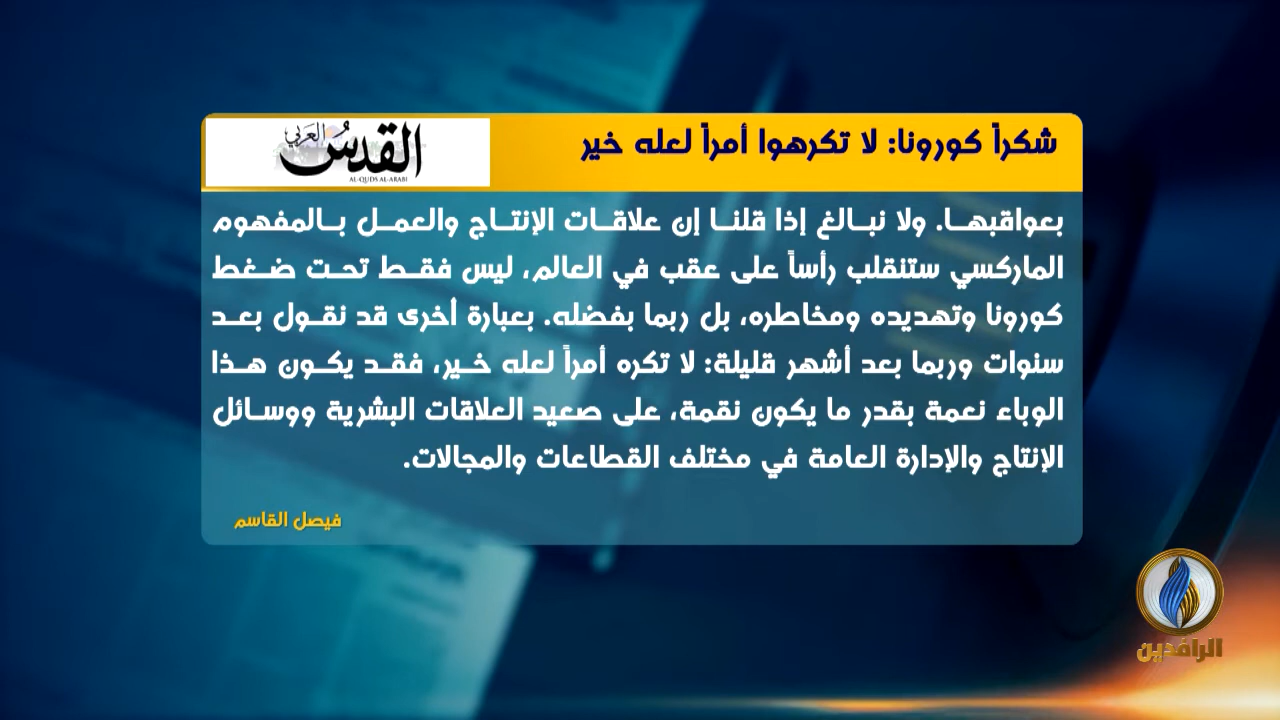 شكراً كورونا: لا تكرهوا أمراً لعله خير
القدس العربي
AL-QUDS AL-ARABI
بعواقبها. ولا نبالغ إذا قلنا إن علاقات الإنتاج والعمل بالمفهوم
الماركسي ستنقلب رأساً على عقب في العالم، ليس فقط تحت ضغط
كورونا وتهديده ومخاطره، بل ربما بفضله. بعبارة أخرى قد نقول بعد
سنوات وربما بعد أشهر قليلة: لا تكره أمراً لعله خير، فقد يكون هذا
الوباء نعمة بقدر ما يكون نقمة، على صعيد العلاقات البشرية ووسائل
الإنتاج والإدارة العامة في مختلف القطاعات والمجالات.
فيصل القاسم
الرافدين